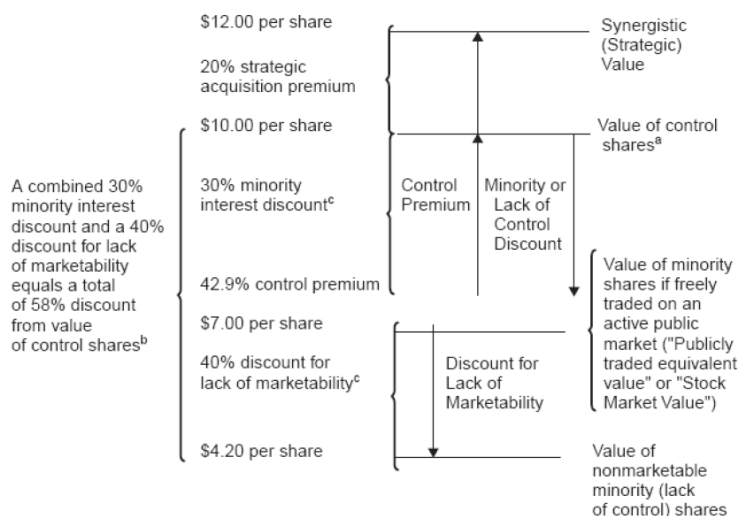 $12.00 per share
20% strategic
acquisition premium
$10.00 per share
30% minority
interest discountᶜ
42.9% control premium
$7.00 per share
40% discount for
lack of marketabilityᶜ
$4.20 per share
A combined 30%
minority interest
discount and a 40%
discount for lack
of marketability
equals a total
of 58% discount
from value
of control sharesᵇ
Control
Premium
Minority or
Lack of
Control
Discount
Discount for
Lack of
Marketability
Synergistic
(Strategic)
Value
Value of control
sharesᵃ
Value of minority
shares if freely
traded on an
active public
market ("Publicly
traded equivalent
value" or "Stock
Market Value")
Value of
nonmarketable
minority (lack
of control) shares